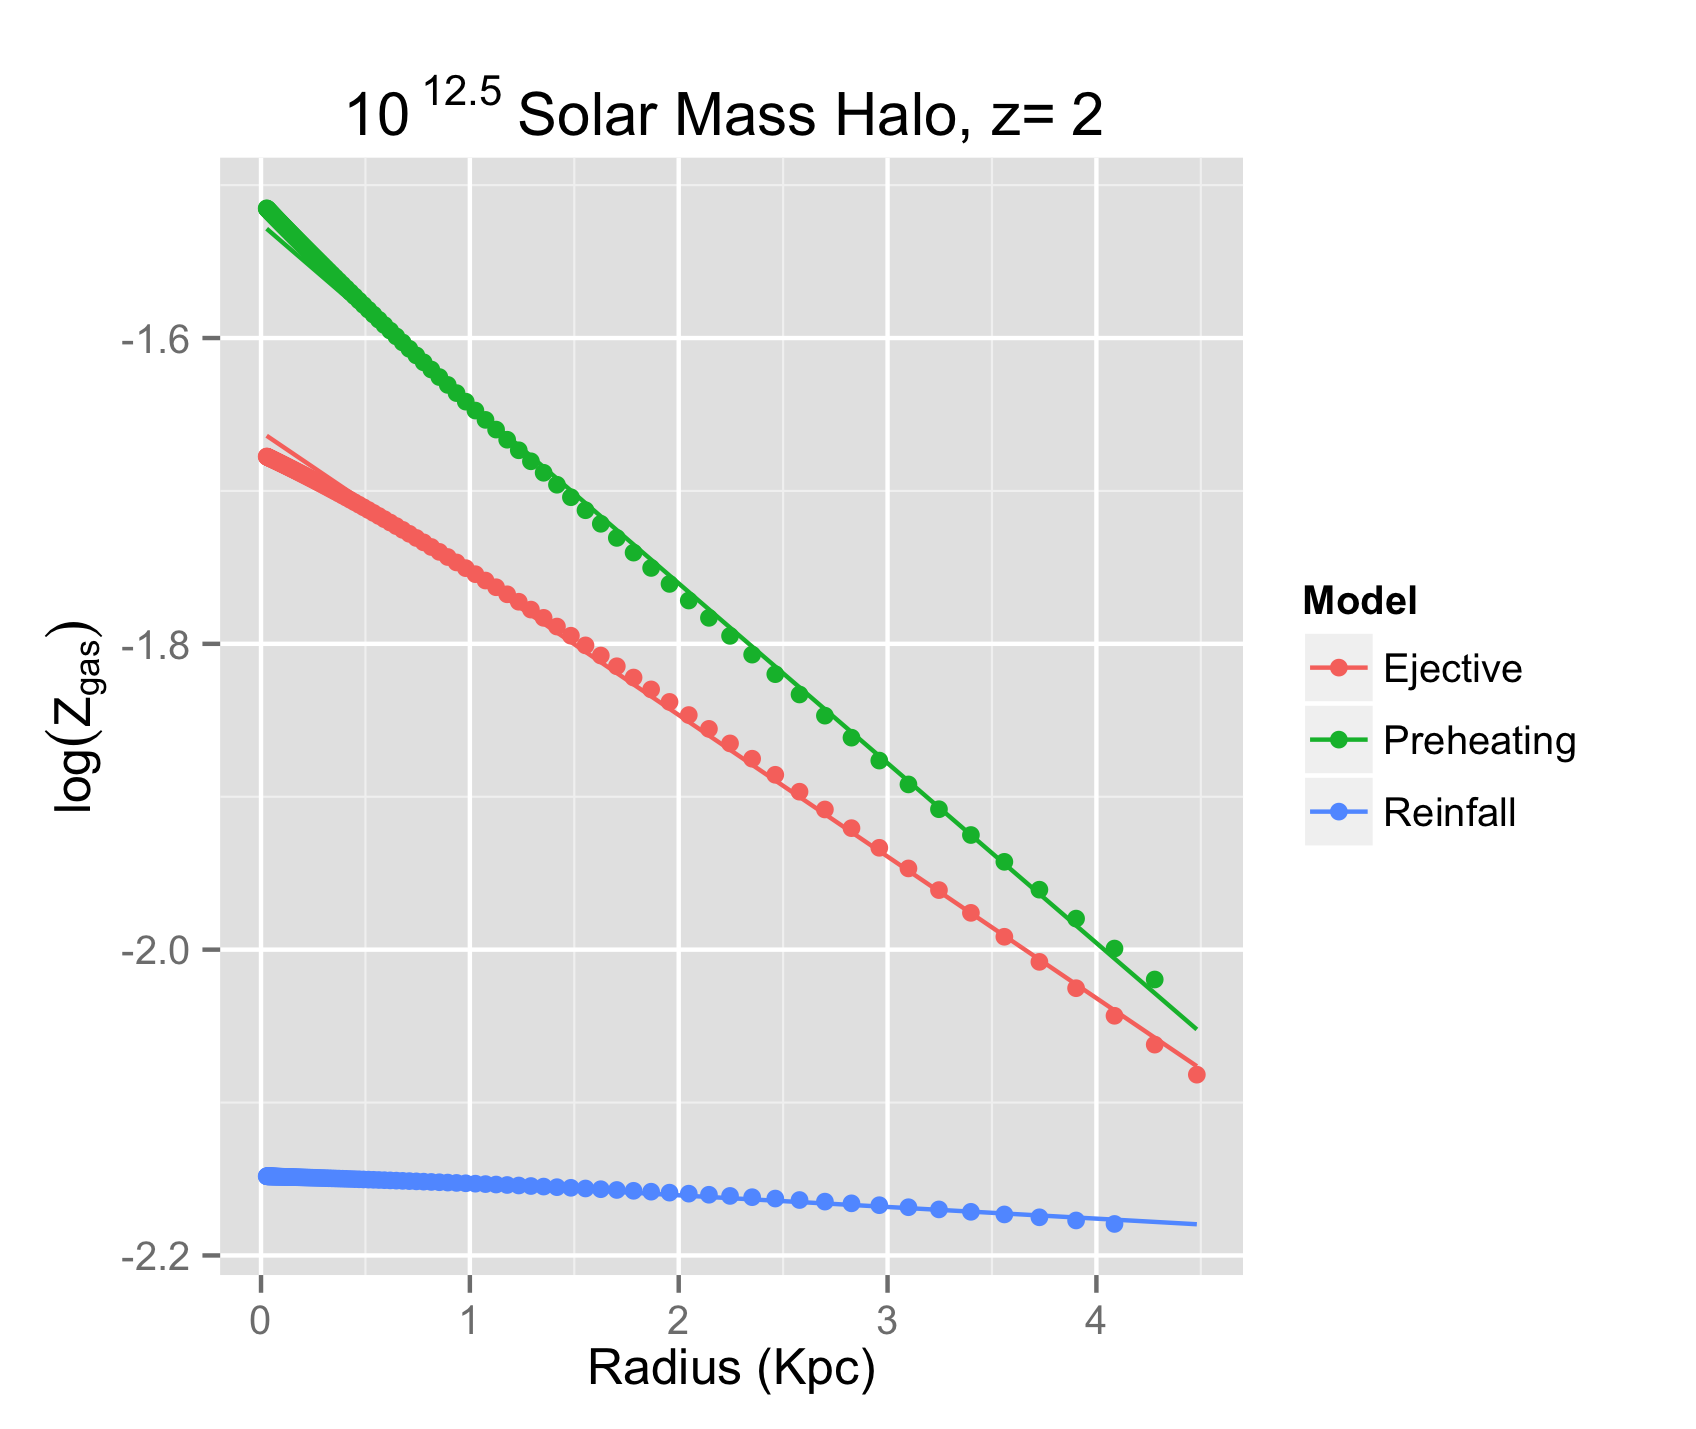 10 12.5 Solar Mass Halo, z= 2
log(Zgas)
-1.6
-1.8
-2.0
-2.2
0 1 2 3 4
Radius (Kpc)
Model
Ejective
Preheating
Reinfall